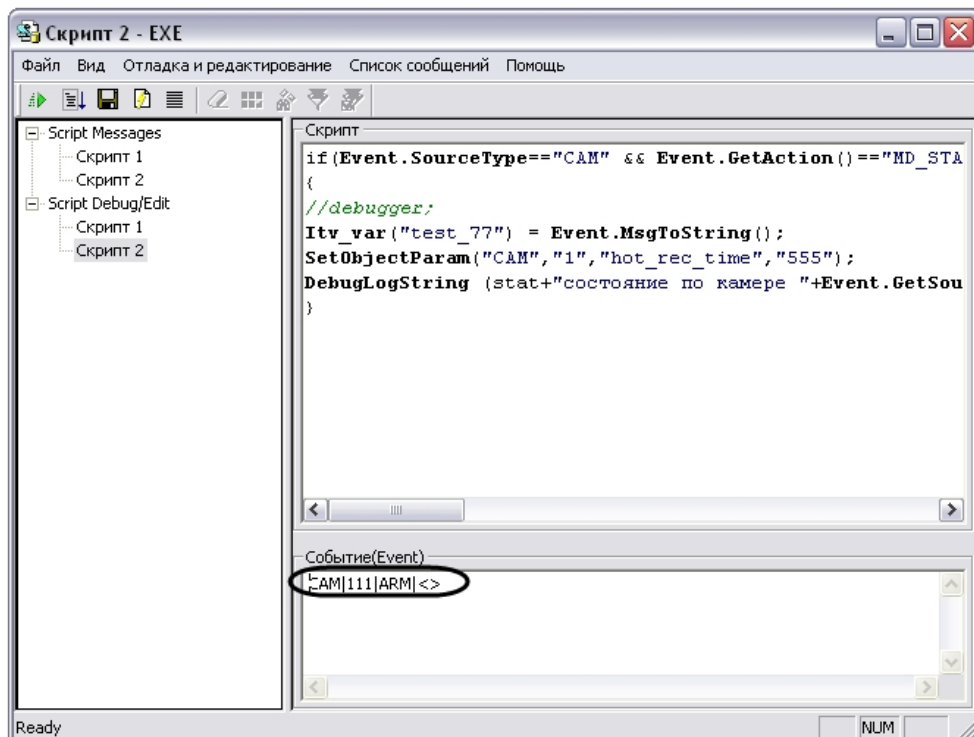 Скрипт 2 - EXE
Файл Вид Отладка и редактирование Список сообщений Помощь
Script Messages
Скрипт 1
Скрипт 2
Script Debug/Edit
Скрипт 1
Скрипт 2
Скрипт
if(Event.SourceType=="CAM" && Event.GetAction()=="MD_STA
{
//debugger;
Itv_var("test_77") = Event.MsgToString();
SetObjectParam("CAM","1","hot_rec_time","555");
DebugLogString (stat+"состояние по камере "+Event.GetSou
}
Событие(Event)
CAM|111|ARM|<>
Ready
NUM